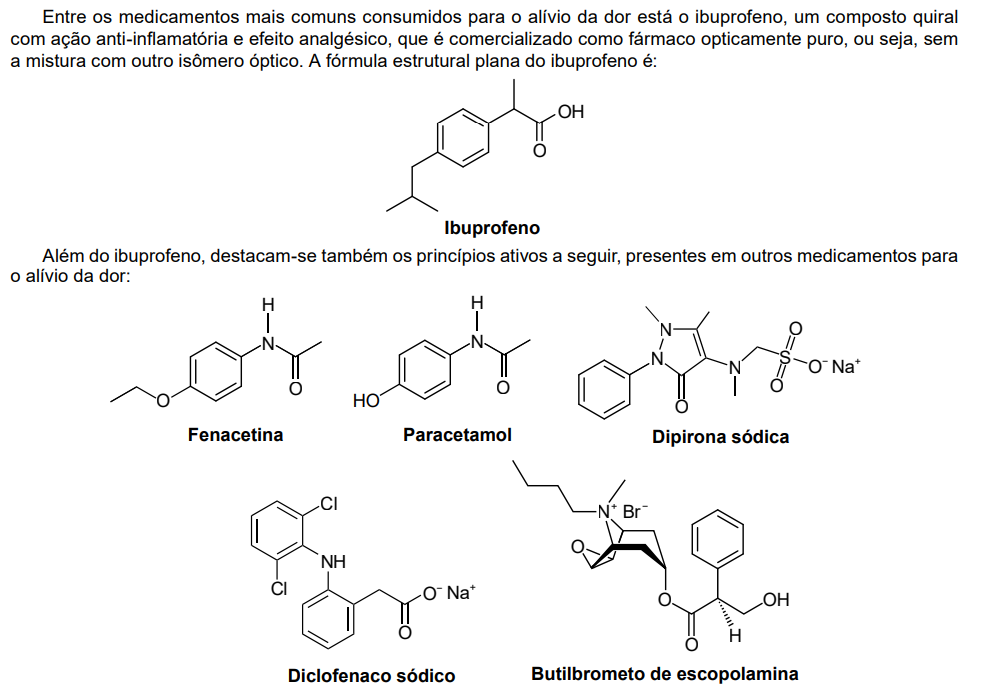 Entre os medicamentos mais comuns consumidos para o alívio da dor está o ibuprofeno, um composto quiral
com ação anti-inflamatória e efeito analgésico, que é comercializado como fármaco opticamente puro, ou seja, sem
a mistura com outro isômero óptico. A fórmula estrutural plana do ibuprofeno é:
OH
O
Ibuprofeno
Além do ibuprofeno, destacam-se também os princípios ativos a seguir, presentes em outros medicamentos para
o alívio da dor:
H
N
O
O
Fenacetina
H
N
HO
O
Paracetamol
N
N
O
N
O
S
O
O⁻ Na⁺
Dipirona sódica
Cl
Cl
NH
O⁻ Na⁺
O
Diclofenaco sódico
N⁺ Br⁻
O
O
O
OH
H
Butilbrometo de escopolamina